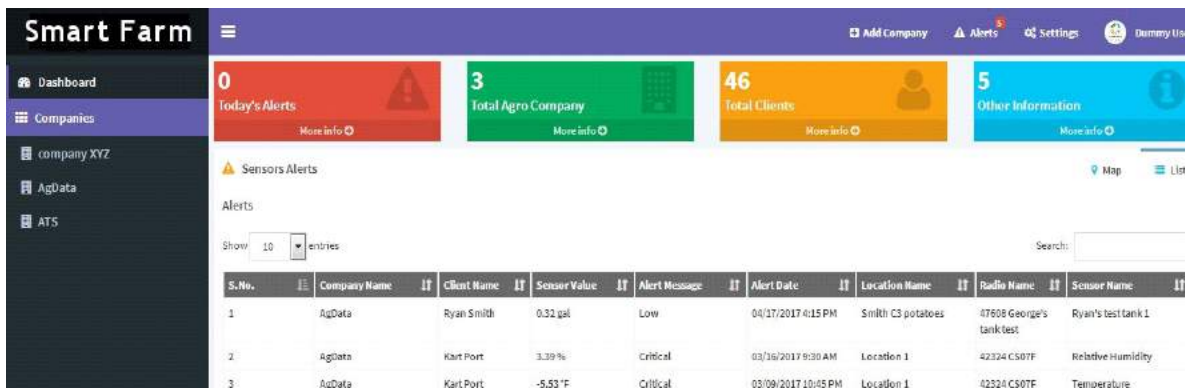 Smart Farm
Add Company Alerts 5 Settings Dummy Us
Dashboard
Companies
company XYZ
AgData
ATS
0
Today's Alerts
More info
3
Total Agro Company
More info
46
Total Clients
More info
5
Other Information
More info
Sensors Alerts
Map List
Alerts
Show 10 entries
Search:
S.No. Company Name Client Name Sensor Value Alert Message Alert Date Location Name Radio Name Sensor Name
1 AgData Ryan Smith 0.32 gal Low 04/17/2017 4:15 PM Smith C3 potatoes 47608 George's Ryan's test tank 1
tank test
2 AgData Kart Port 3.39 % Critical 03/16/2017 9:30 AM Location 1 42324 CS07F Relative Humidity
3 AgData Kart Port -5.53 °F Critical 03/09/2017 10:45 PM Location 1 42324 CS07F Temperature